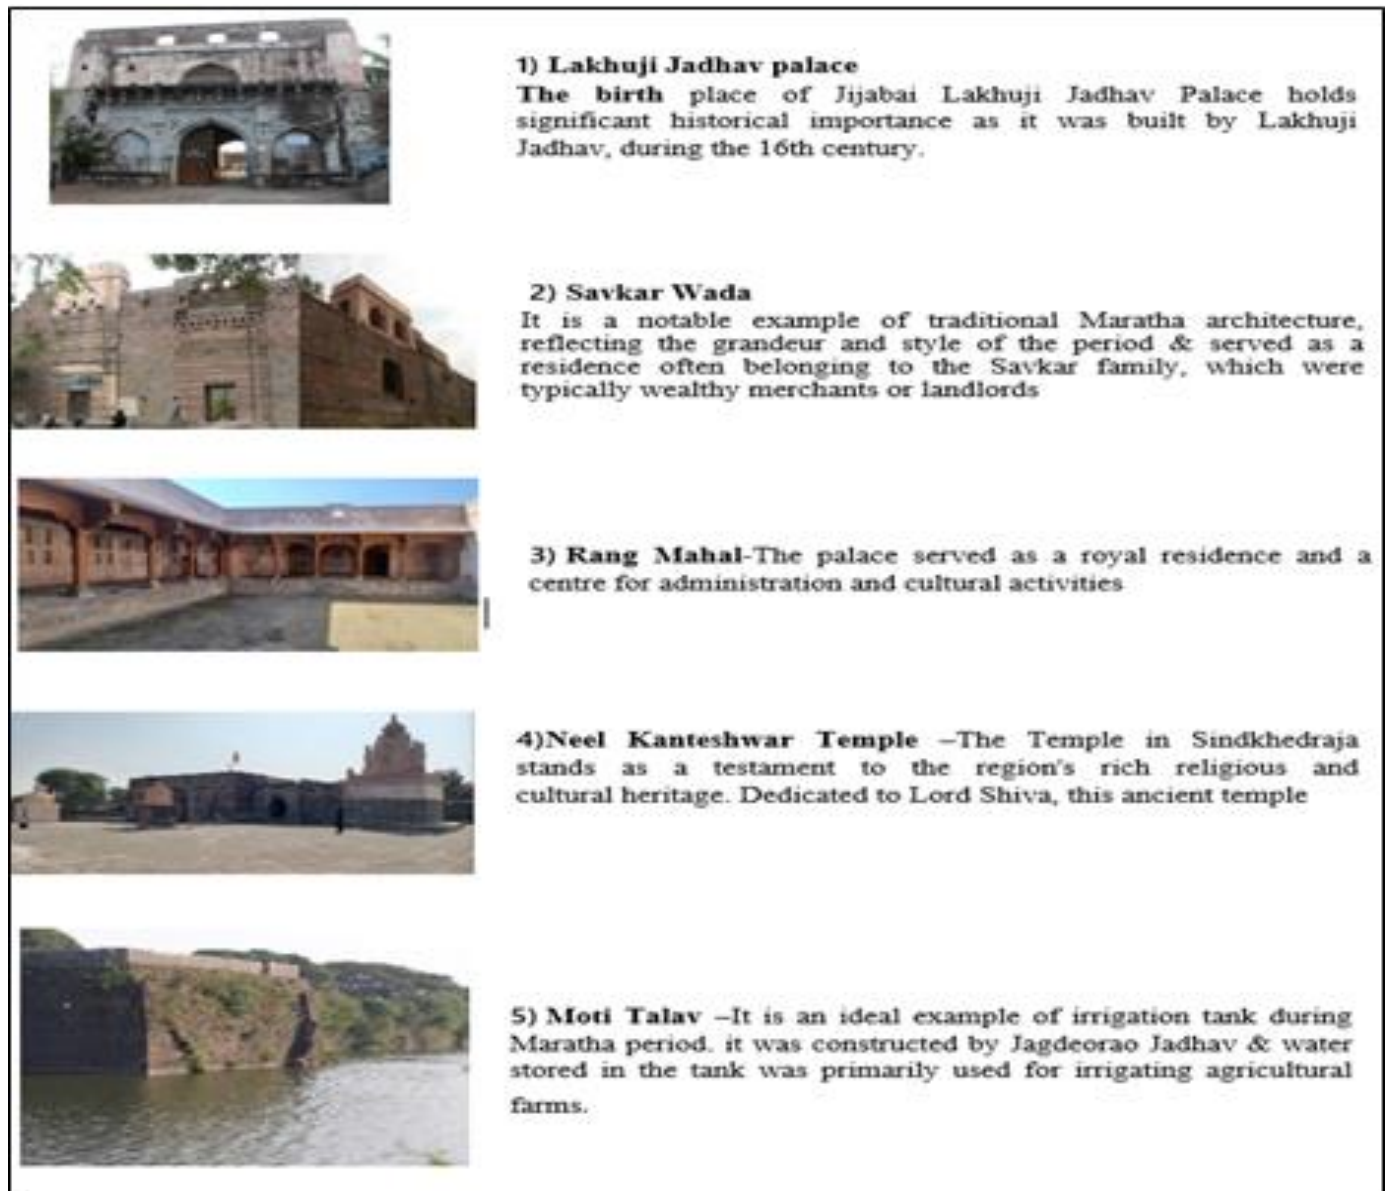 1) Lakhuji Jadhav palace
The birth place of Jijabai Lakhuji Jadhav Palace holds
significant historical importance as it was built by Lakhuji
Jadhav, during the 16th century.
2) Savkar Wada
It is a notable example of traditional Maratha architecture,
reflecting the grandeur and style of the period & served as a
residence often belonging to the Savkar family, which were
typically wealthy merchants or landlords
3) Rang Mahal-The palace served as a royal residence and a
centre for administration and cultural activities
4)Neel Kanteshwar Temple –The Temple in Sindkhedraja
stands as a testament to the region's rich religious and
cultural heritage. Dedicated to Lord Shiva, this ancient temple
5) Moti Talav –It is an ideal example of irrigation tank during
Maratha period. it was constructed by Jagdeorao Jadhav & water
stored in the tank was primarily used for irrigating agricultural
farms.